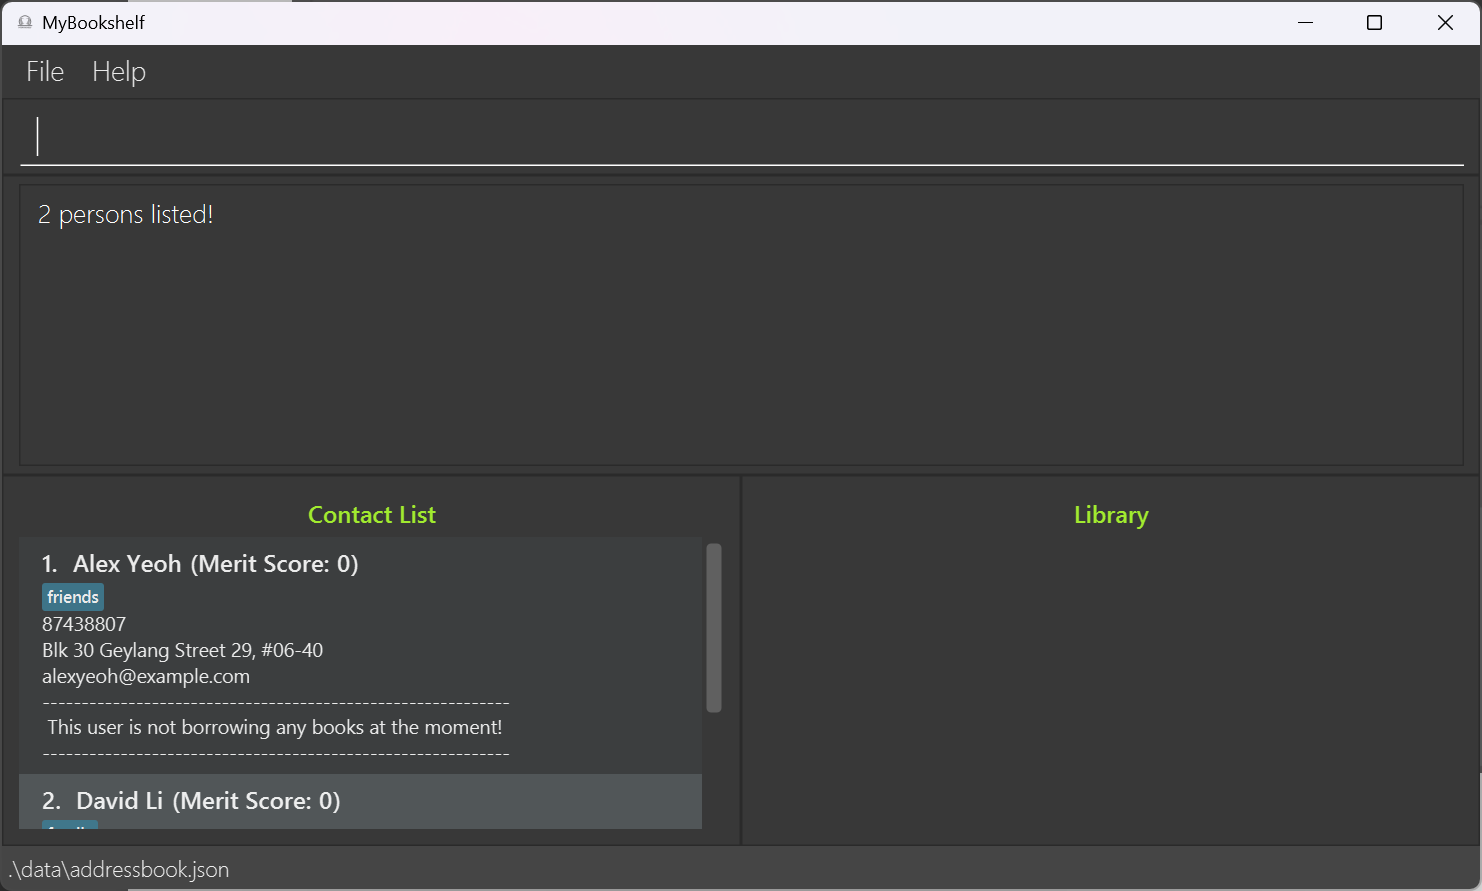 MyBookshelf
File Help
2 persons listed!
Contact List
1. Alex Yeoh (Merit Score: 0)
friends
87438807
Blk 30 Geylang Street 29, #06-40
alexyeoh@example.com
------------------------------------------------------------
This user is not borrowing any books at the moment!
------------------------------------------------------------
2. David Li (Merit Score: 0)
Library
.\data\addressbook.json